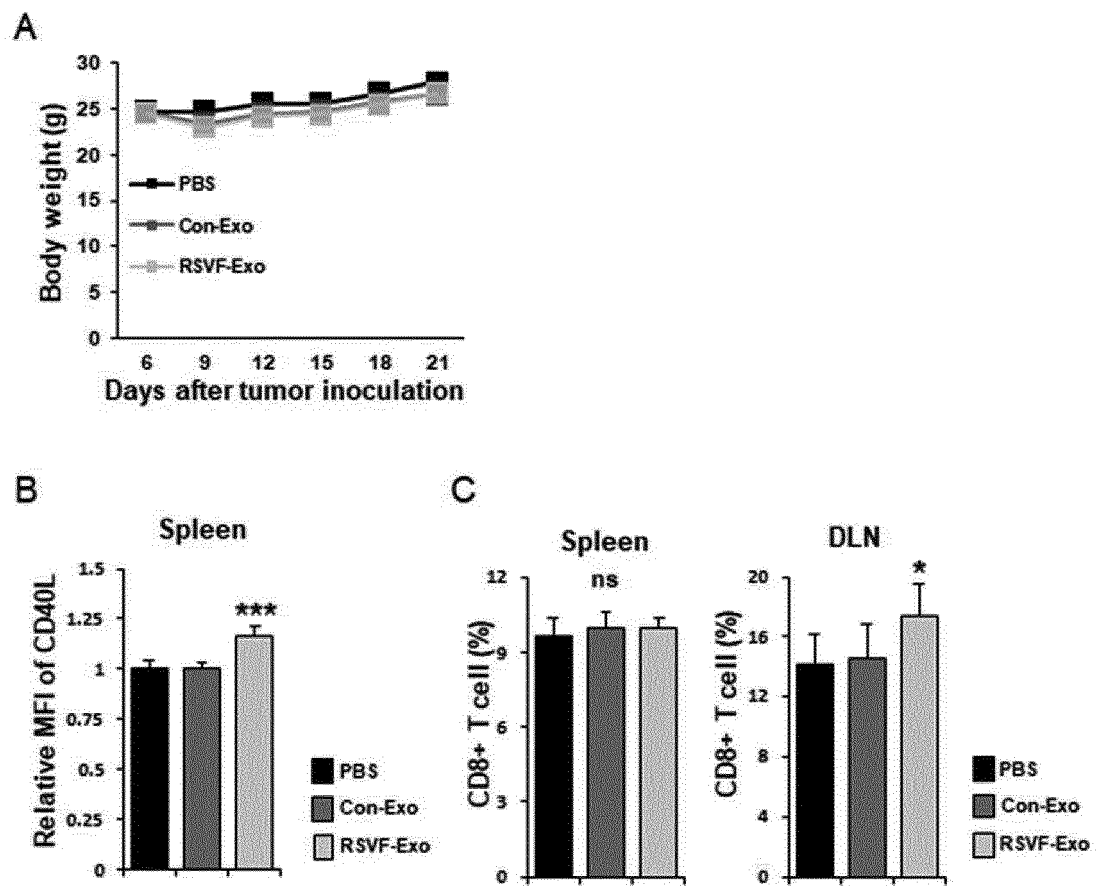 A
Body weight (g)
30
25
20
15
10
5
0
PBS
Con-Exo
RSVF-Exo
6 9 12 15 18 21
Days after tumor inoculation
B
Spleen
Relative MFI of CD40L
1.5
1.25
1
0.75
0.5
0.25
0
***
PBS
Con-Exo
RSVF-Exo
C
Spleen
ns
CD8+ T cell (%)
12
9
6
3
0
DLN
*
CD8+ T cell (%)
20
16
12
8
4
0
PBS
Con-Exo
RSVF-Exo